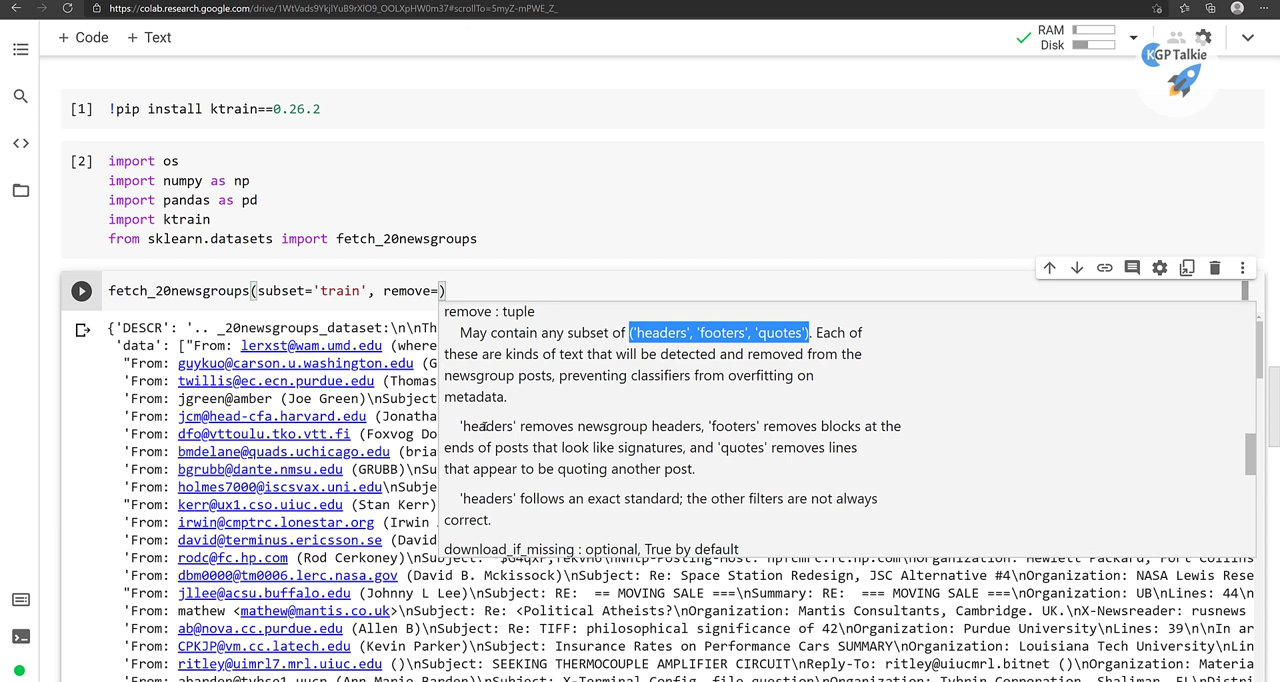 https://colab.research.google.com/drive/1WtVads9YkjlYuB9rXlO9_OOLXpHW0m37#scrollTo=5myZ-mPWE_Z_
+ Code + Text
RAM
Disk
KGPTalkie
[1] !pip install ktrain==0.26.2
[2] import os
import numpy as np
import pandas as pd
import ktrain
from sklearn.datasets import fetch_20newsgroups
fetch_20newsgroups(subset='train', remove=)
remove : tuple
May contain any subset of ('headers', 'footers', 'quotes'). Each of
these are kinds of text that will be detected and removed from the
newsgroup posts, preventing classifiers from overfitting on
metadata.
'headers' removes newsgroup headers, 'footers' removes blocks at the
ends of posts that look like signatures, and 'quotes' removes lines
that appear to be quoting another post.
'headers' follows an exact standard; the other filters are not always
correct.
download_if_missing : optional, True by default
{'DESCR': '.. _20newsgroups_dataset:\n\nTh
'data': ["From: lerxst@wam.umd.edu (where
"From: guykuo@carson.u.washington.edu (G
'From: twillis@ec.ecn.purdue.edu (Thomas
'From: jgreen@amber (Joe Green)\nSubject
'From: jcm@head-cfa.harvard.edu (Jonatha
'From: dfo@vttoulu.tko.vtt.fi (Foxvog Do
'From: bmdelane@quads.uchicago.edu (bria
'From: bgrubb@dante.nmsu.edu (GRUBB)\nSu
'From: holmes7000@iscsvax.uni.edu\nSubje
"From: kerr@ux1.cso.uiuc.edu (Stan Kerr)
'From: irwin@cmptrc.lonestar.org (Irwin
'From: david@terminus.ericsson.se (David
'From: rodc@fc.hp.com (Rod Cerkoney)\nSubject:
'From: dbm0000@tm0006.lerc.nasa.gov (David B. Mckissock)\nSubject: Re: Space Station Redesign, JSC Alternative #4\nOrganization: NASA Lewis Rese
"From: jllee@acsu.buffalo.edu (Johnny L Lee)\nSubject: RE: == MOVING SALE ===\nSummary: RE: === MOVING SALE ===\nOrganization: UB\nLines: 44\n
'From: mathew <mathew@mantis.co.uk>\nSubject: Re: <Political Atheists?\nOrganization: Mantis Consultants, Cambridge. UK.\nX-Newsreader: rusnews
'From: ab@nova.cc.purdue.edu (Allen B)\nSubject: Re: TIFF: philosophical significance of 42\nOrganization: Purdue University\nLines: 39\n\nIn ar
'From: CPKJP@vm.cc.latech.edu (Kevin Parker)\nSubject: Insurance Rates on Performance Cars SUMMARY\nOrganization: Louisiana Tech University\nLin
'From: ritley@uimrl7.mrl.uiuc.edu ()\nSubject: SEEKING THERMOCOUPLE AMPLIFIER CIRCUIT\nReply-To: ritley@uiucmrl.bitnet ()\nOrganization: Materia